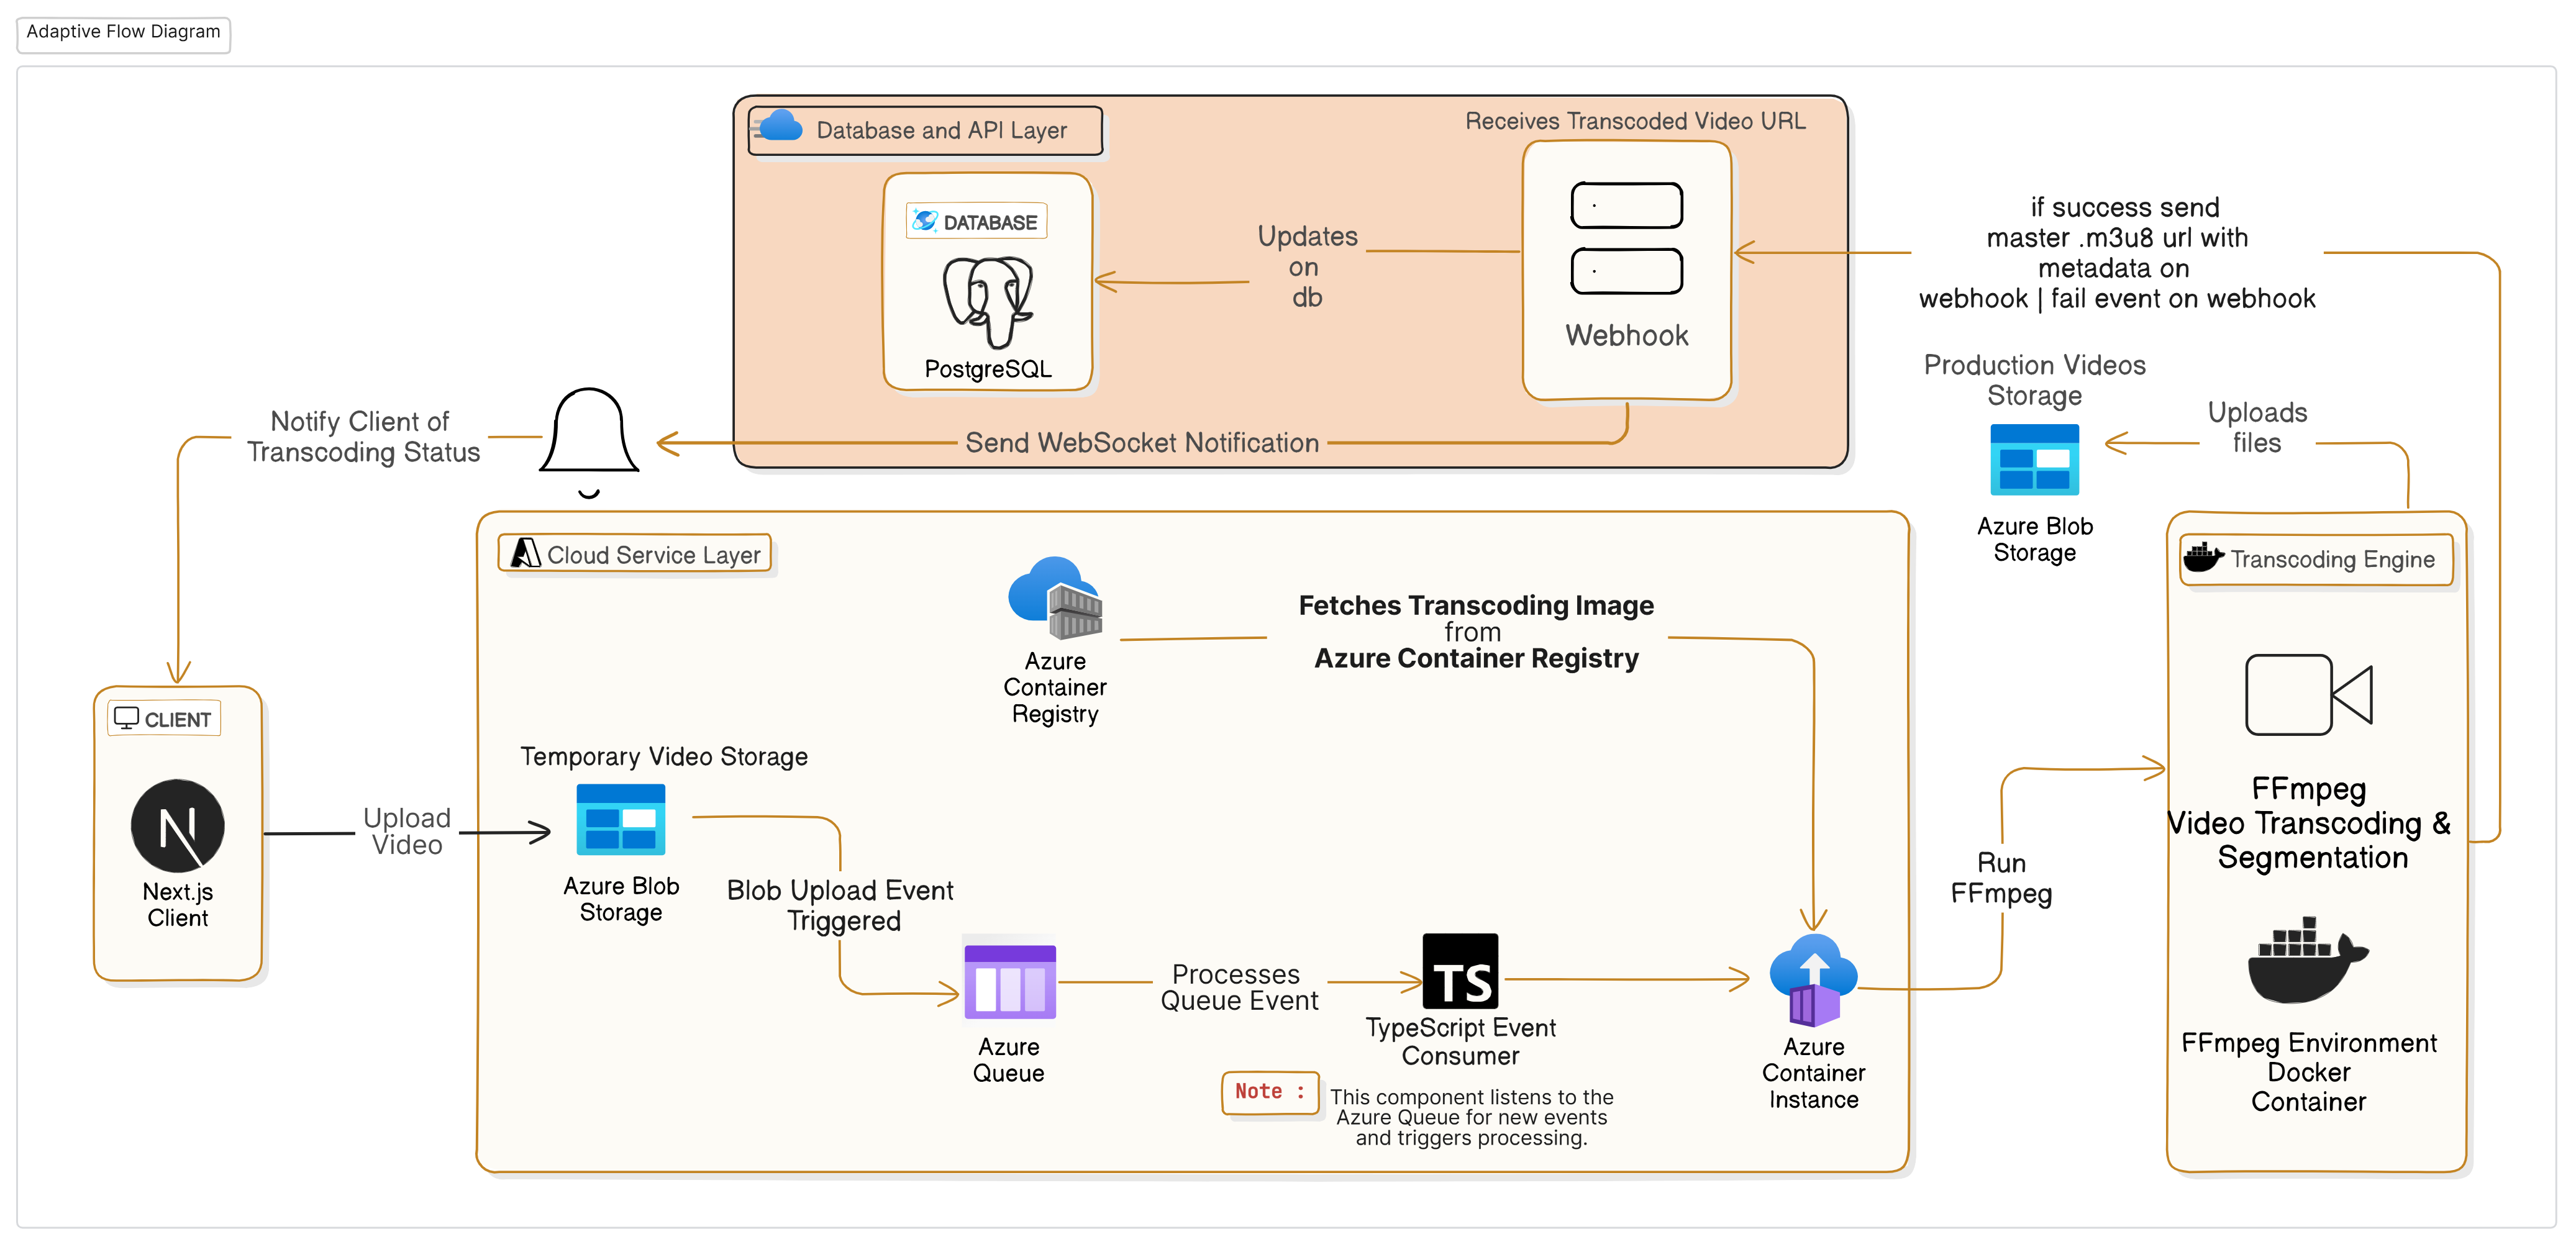 Adaptive Flow Diagram
Database and API Layer
Receives Transcoded Video URL
DATABASE
PostgreSQL
Updates
on
db
Webhook
if success send
master .m3u8 url with
metadata on
webhook | fail event on webhook
Send WebSocket Notification
Notify Client of
Transcoding Status
Production Videos
Storage
Azure Blob
Storage
Uploads
files
Cloud Service Layer
Azure
Container
Registry
Fetches Transcoding Image
from
Azure Container Registry
Transcoding Engine
FFmpeg
Video Transcoding &
Segmentation
FFmpeg Environment
Docker
Container
CLIENT
N
Next.js
Client
Upload
Video
Temporary Video Storage
Azure Blob
Storage
Blob Upload Event
Triggered
Azure
Queue
Processes
Queue Event
TS
TypeScript Event
Consumer
Note :
This component listens to the
Azure Queue for new events
and triggers processing.
Azure
Container
Instance
Run
FFmpeg